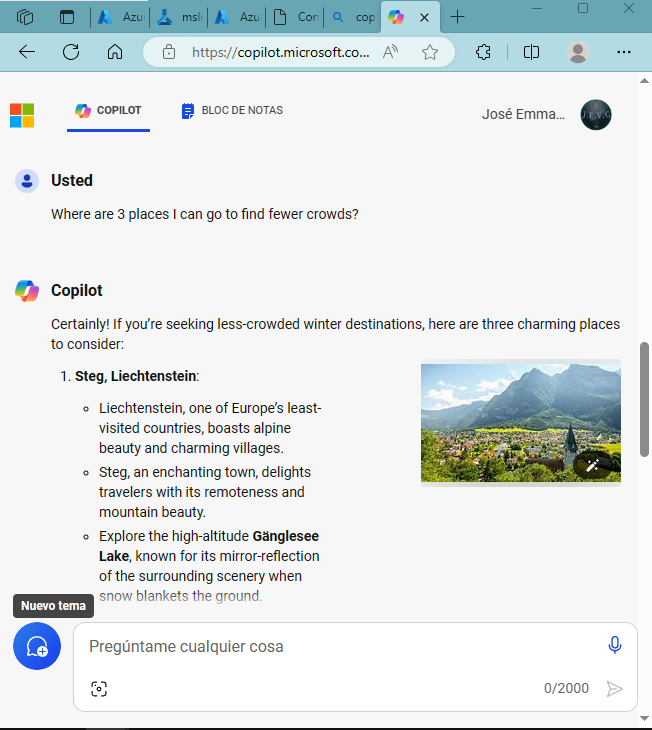 Azu
msle
Azu
Con
cop
https://copilot.microsoft.co...
COPILOT
BLOC DE NOTAS
José Emma...
J.E.V.G
Usted
Where are 3 places I can go to find fewer crowds?
Copilot
Certainly! If you’re seeking less-crowded winter destinations, here are three charming places
to consider:
1. Steg, Liechtenstein:
Liechtenstein, one of Europe’s least-
visited countries, boasts alpine
beauty and charming villages.
Steg, an enchanting town, delights
travelers with its remoteness and
mountain beauty.
Explore the high-altitude Gänglesee
Lake, known for its mirror-reflection
of the surrounding scenery when
snow blankets the ground.
Nuevo tema
Pregúntame cualquier cosa
0/2000